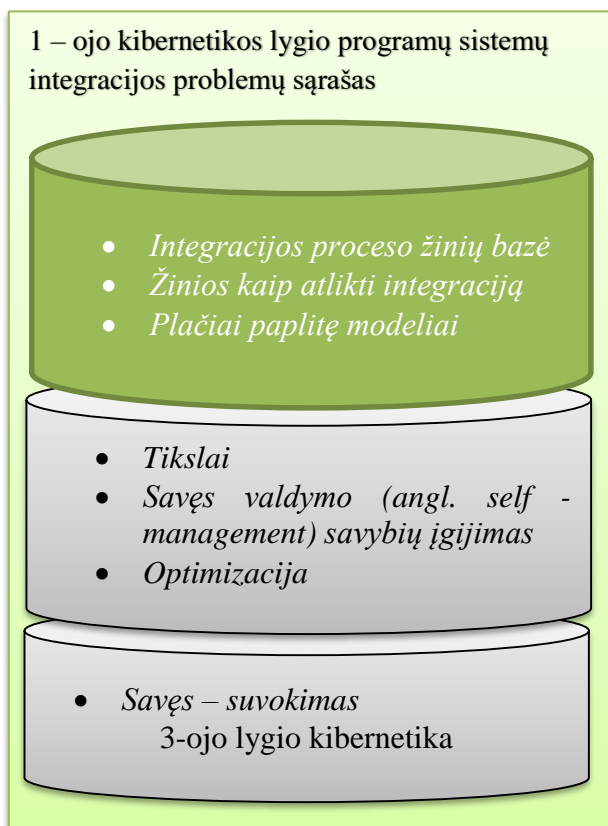 1 – ojo kibernetikos lygio programų sistemų
integracijos problemų sąrašas
• Integracijos proceso žinių bazė
• Žinios kaip atlikti integraciją
• Plačiai paplitę modeliai
• Tikslai
• Savęs valdymo (angl. self -
management) savybių įgijimas
• Optimizacija
• Savęs – suvokimas
3-ojo lygio kibernetika